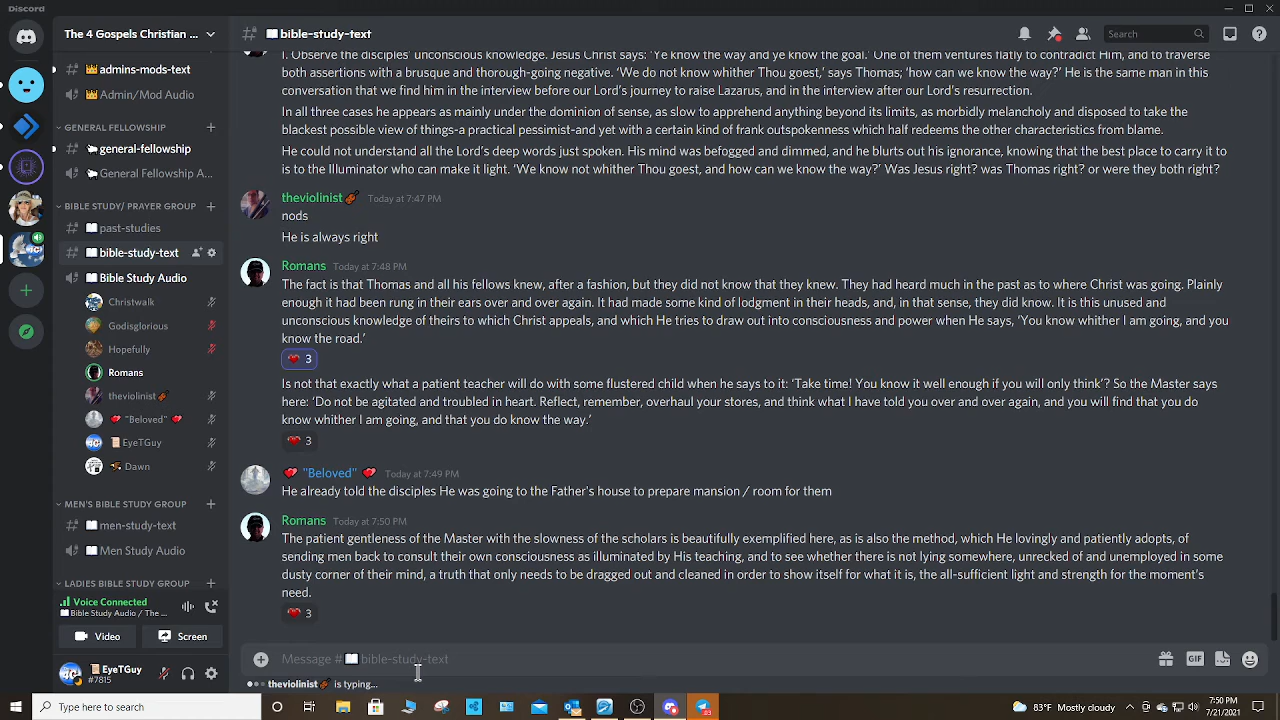 Discord
The 4 Gospels Christian ...
bible-study-text
Search
admins-mods-text
Admin/Mod Audio
GENERAL FELLOWSHIP
general-fellowship
General Fellowship A...
BIBLE STUDY/ PRAYER GROUP
past-studies
bible-study-text
Bible Study Audio
Christwalk
Godisglorious
Hopefully
Romans
theviolinist
"Beloved"
EyeTGuy
Dawn
MEN'S BIBLE STUDY GROUP
men-study-text
Men Study Audio
LADIES BIBLE STUDY GROUP
Voice Connected
Bible Study Audio / The ...
Video
Screen
EyeTGuy
#7815
I. Observe the disciples' unconscious knowledge. Jesus Christ says: 'Ye know the way and ye know the goal.' One of them ventures flatly to contradict Him, and to traverse
both assertions with a brusque and thorough-going negative. 'We do not know whither Thou goest,' says Thomas; 'how can we know the way?' He is the same man in this
conversation that we find him in the interview before our Lord's journey to raise Lazarus, and in the interview after our Lord's resurrection.
In all three cases he appears as mainly under the dominion of sense, as slow to apprehend anything beyond its limits, as morbidly melancholy and disposed to take the
blackest possible view of things-a practical pessimist-and yet with a certain kind of frank outspokenness which half redeems the other characteristics from blame.
He could not understand all the Lord's deep words just spoken. His mind was befogged and dimmed, and he blurts out his ignorance, knowing that the best place to carry it to
is to the Illuminator who can make it light. 'We know not whither Thou goest, and how can we know the way?' Was Jesus right? was Thomas right? or were they both right?
theviolinist Today at 7:47 PM
nods
He is always right
Romans Today at 7:48 PM
The fact is that Thomas and all his fellows knew, after a fashion, but they did not know that they knew. They had heard much in the past as to where Christ was going. Plainly
enough it had been rung in their ears over and over again. It had made some kind of lodgment in their heads, and, in that sense, they did know. It is this unused and
unconscious knowledge of theirs to which Christ appeals, and which He tries to draw out into consciousness and power when He says, 'You know whither I am going, and you
know the road.'
3
Is not that exactly what a patient teacher will do with some flustered child when he says to it: 'Take time! You know it well enough if you will only think'? So the Master says
here: 'Do not be agitated and troubled in heart. Reflect, remember, overhaul your stores, and think what I have told you over and over again, and you will find that you do
know whither I am going, and that you do know the way.'
3
"Beloved" Today at 7:49 PM
He already told the disciples He was going to the Father's house to prepare mansion / room for them
Romans Today at 7:50 PM
The patient gentleness of the Master with the slowness of the scholars is beautifully exemplified here, as is also the method, which He lovingly and patiently adopts, of
sending men back to consult their own consciousness as illuminated by His teaching, and to see whether there is not lying somewhere, unrecked of and unemployed in some
dusty corner of their mind, a truth that only needs to be dragged out and cleaned in order to show itself for what it is, the all-sufficient light and strength for the moment's
need.
3
Message # bible-study-text
GIF
theviolinist is typing...
Type here to search
83°F Mostly cloudy
7:50 PM
7/21/2021